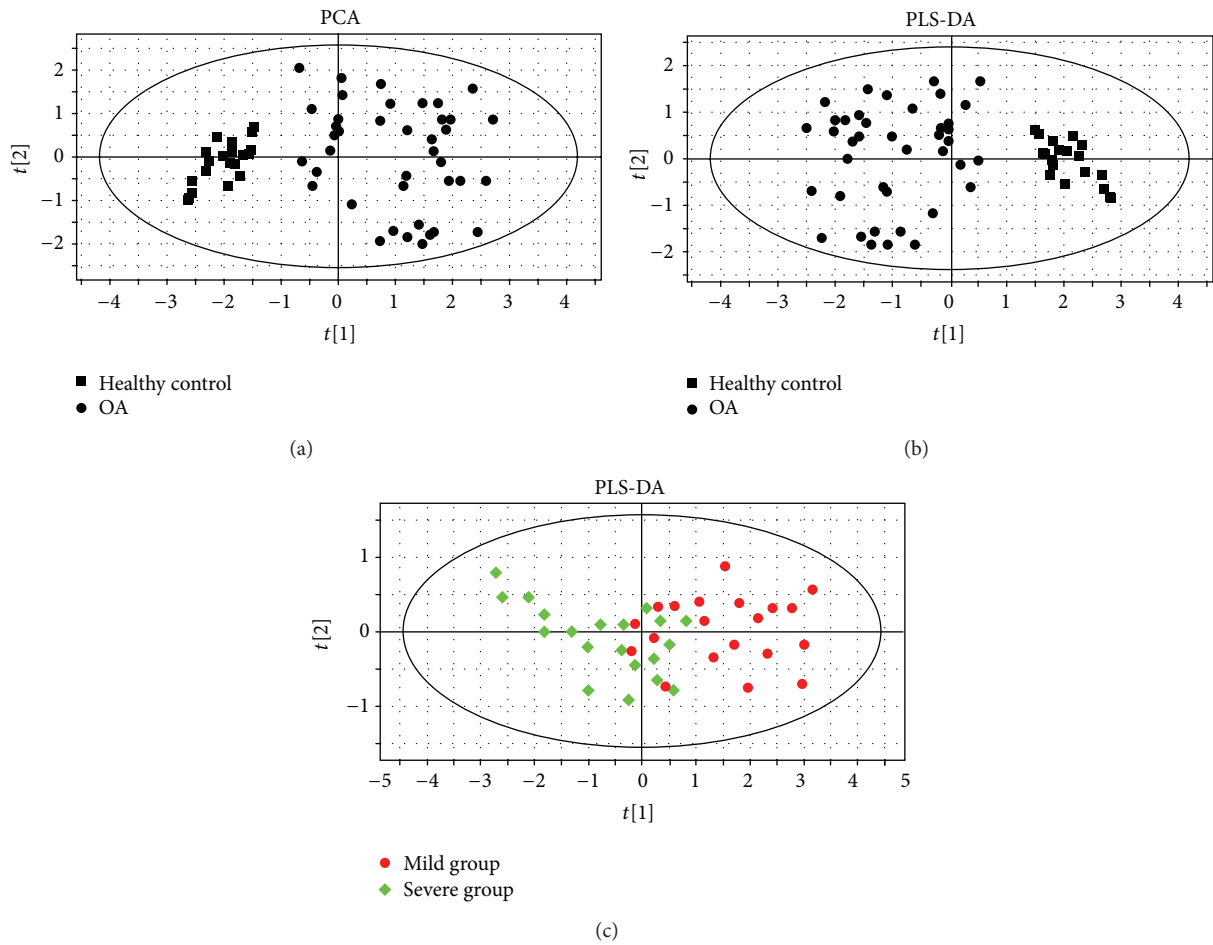 PCA
2
1
0
−1
−2
t[2]
−4 −3 −2 −1 0 1 2 3 4
t[1]
Healthy control
OA
(a)
PLS-DA
2
1
0
−1
−2
t[2]
−4 −3 −2 −1 0 1 2 3 4
t[1]
Healthy control
OA
(b)
PLS-DA
1
0
−1
t[2]
−5 −4 −3 −2 −1 0 1 2 3 4 5
t[1]
Mild group
Severe group
(c)